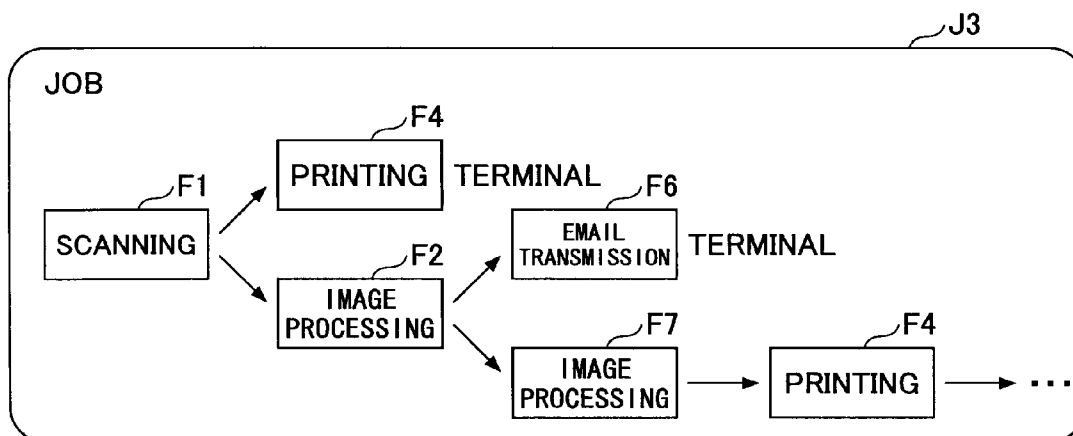 J3
JOB
F4
PRINTING TERMINAL
F1
SCANNING
F6
EMAIL
TRANSMISSION TERMINAL
F2
IMAGE
PROCESSING
F7
IMAGE
PROCESSING
F4
PRINTING ...